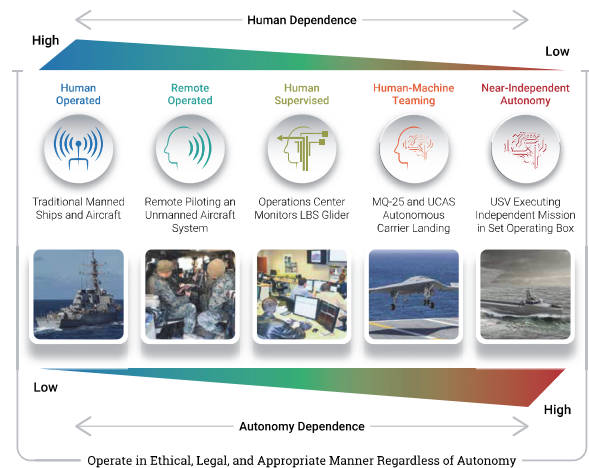 Human Dependence
High
Low
Human
Operated
Remote
Operated
Human
Supervised
Human-Machine
Teaming
Near-Independent
Autonomy
Traditional Manned
Ships and Aircraft
Remote Piloting an
Unmanned Aircraft
System
Operations Center
Monitors LBS Glider
MQ-25 and UCAS
Autonomous
Carrier Landing
USV Executing
Independent Mission
in Set Operating Box
Low
High
Autonomy Dependence
Operate in Ethical, Legal, and Appropriate Manner Regardless of Autonomy